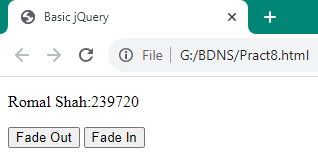 Basic jQuery
File G:/BDNS/Pract8.html
Romal Shah:239720
Fade Out Fade In